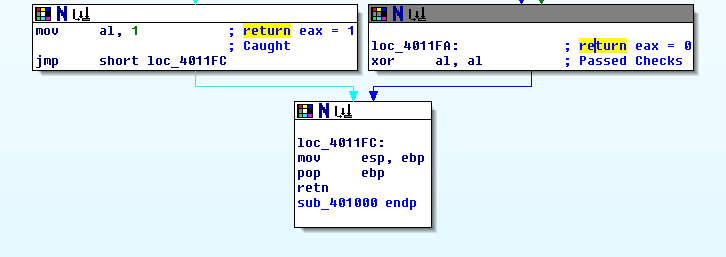 mov     al, 1           ; return eax = 1
                        ; Caught
jmp     short loc_4011FC
loc_4011FA:             ; return eax = 0
xor     al, al          ; Passed Checks
loc_4011FC:
mov     esp, ebp
pop     ebp
retn
sub_401000 endp